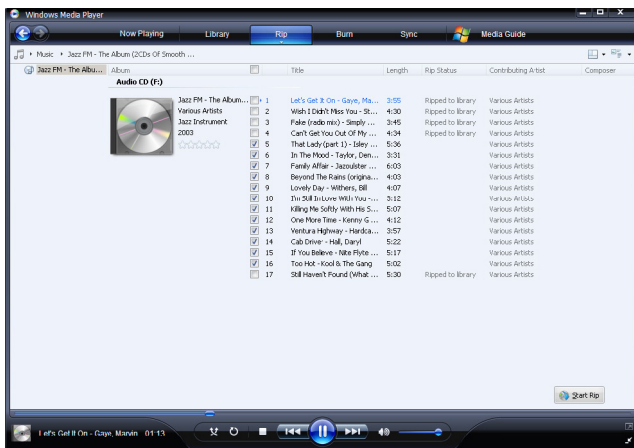 Windows Media Player
Now Playing Library Rip Burn Sync Media Guide
Music Jazz FM - The Album (2CDs Of Smooth ...
Jazz FM - The Albu... Album Title Length Rip Status Contributing Artist Composer
Audio CD (F:)
Jazz FM - The Album...
Various Artists
Jazz Instrument
2003
1 Let's Get It On - Gaye, Ma... 3:55 Ripped to library Various Artists
2 Wish I Didn't Miss You - St... 4:30 Ripped to library Various Artists
3 Fake (radio mix) - Simply ... 3:45 Ripped to library Various Artists
4 Can't Get You Out Of My ... 4:34 Ripped to library Various Artists
5 That Lady (part 1) - Isley ... 5:36 Various Artists
6 In The Mood - Taylor, Den... 3:31 Various Artists
7 Family Affair - Jazoulster ... 6:03 Various Artists
8 Beyond The Rains (origina... 4:03 Various Artists
9 Lovely Day - Withers, Bill 4:07 Various Artists
10 I'm Still In Love With You -... 3:12 Various Artists
11 Killing Me Softly With His S... 5:07 Various Artists
12 One More Time - Kenny G ... 4:12 Various Artists
13 Ventura Highway - Hardca... 3:57 Various Artists
14 Cab Driver - Hall, Daryl 5:22 Various Artists
15 If You Believe - Nite Flyte ... 5:17 Various Artists
16 Too Hot - Kool & The Gang 5:02 Various Artists
17 Still Haven't Found (What ... 5:30 Ripped to library Various Artists
Start Rip
Let's Get It On - Gaye, Marvin 01:13